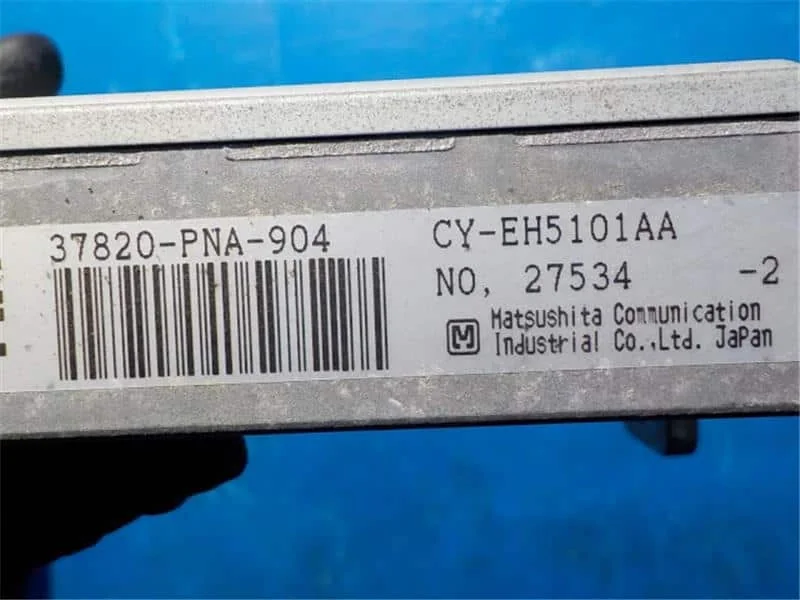 37820-PNA-904
CY-EH5101AA
NO, 27534 -2
M Matsushita Communication
Industrial Co.,Ltd. JaPan